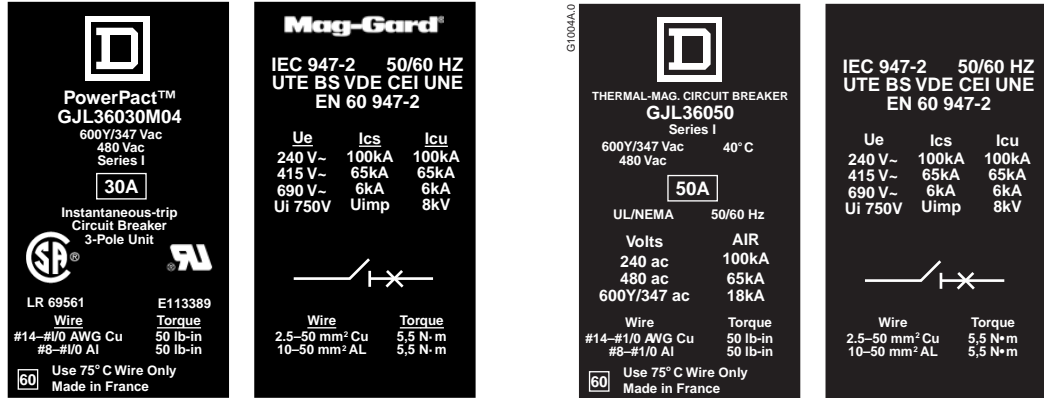 PowerPact™
GJL36030M04
600Y/347 Vac
480 Vac
Series I
30A
Instantaneous-trip
Circuit Breaker
3-Pole Unit
LR 69561 E113389
Wire Torque
#14–#I/0 AWG Cu 50 lb-in
#8–#I/0 Al 50 lb-in
60
Use 75° C Wire Only
Made in France
Mag-Gard®
IEC 947-2 50/60 HZ
UTE BS VDE CEI UNE
EN 60 947-2
Ue Ics Icu
240 V~ 100kA 100kA
415 V~ 65kA 65kA
690 V~ 6kA 6kA
Ui 750V Uimp 8kV
Wire Torque
2.5–50 mm² Cu 5,5 N·m
10–50 mm² AL 5,5 N·m
G1004A.0
THERMAL-MAG. CIRCUIT BREAKER
GJL36050
Series I
600Y/347 Vac 40°C
480 Vac
50A
UL/NEMA 50/60 Hz
Volts AIR
240 ac 100kA
480 ac 65kA
600Y/347 ac 18kA
Wire Torque
#14–#1/0 AWG Cu 50 lb-in
#8–#1/0 Al 50 lb-in
60
Use 75° C Wire Only
Made in France
IEC 947-2 50/60 HZ
UTE BS VDE CEI UNE
EN 60 947-2
Ue Ics Icu
240 V~ 100kA 100kA
415 V~ 65kA 65kA
690 V~ 6kA 6kA
Ui 750V Uimp 8kV
Wire Torque
2.5–50 mm² Cu 5,5 N•m
10–50 mm² AL 5,5 N•m